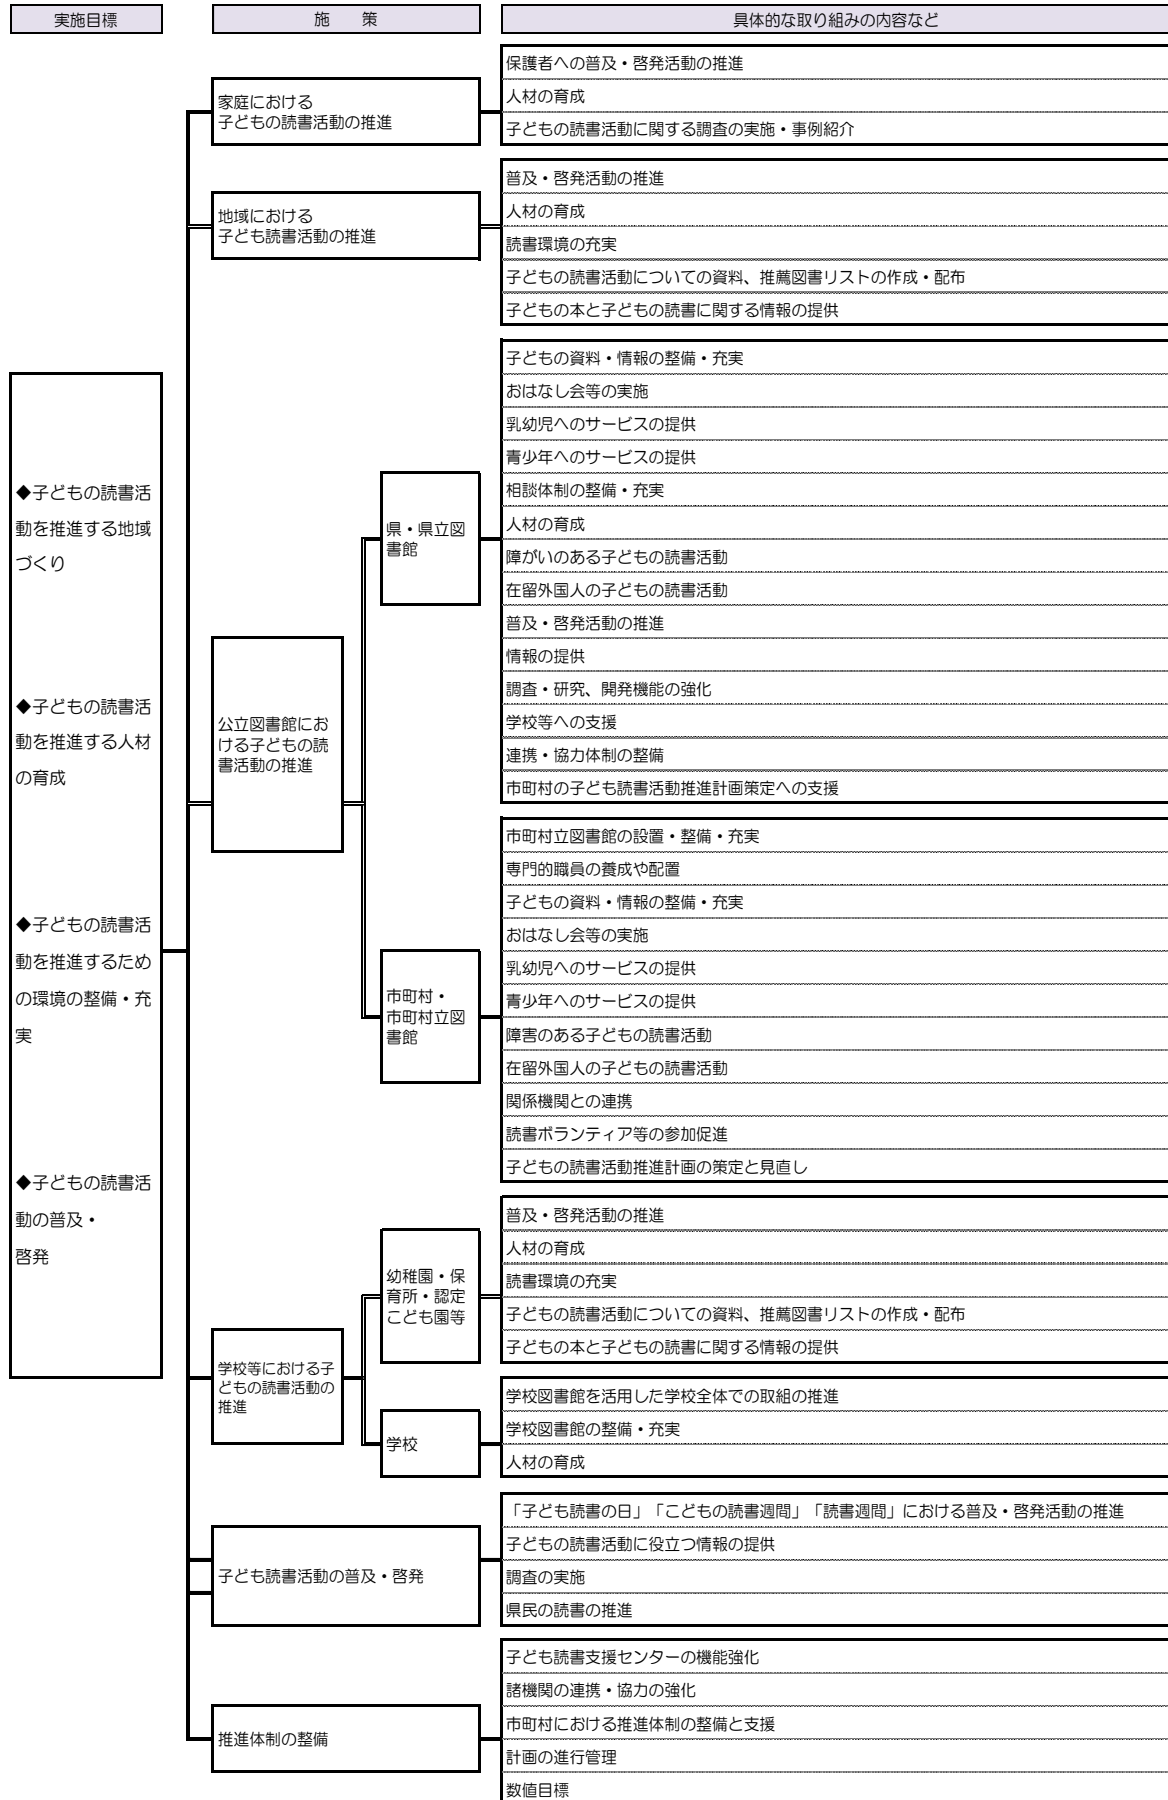 実施目標
施　策
具体的な取り組みの内容など
◆子どもの読書活
動を推進する地域
づくり
◆子どもの読書活
動を推進する人材
の育成
◆子どもの読書活
動を推進するため
の環境の整備・充
実
◆子どもの読書活
動の普及・
啓発
家庭における
子どもの読書活動の推進
保護者への普及・啓発活動の推進
人材の育成
子どもの読書活動に関する調査の実施・事例紹介
地域における
子ども読書活動の推進
普及・啓発活動の推進
人材の育成
読書環境の充実
子どもの読書活動についての資料、推薦図書リストの作成・配布
子どもの本と子どもの読書に関する情報の提供
公立図書館にお
ける子どもの読
書活動の推進
県・県立図
書館
子どもの資料・情報の整備・充実
おはなし会等の実施
乳幼児へのサービスの提供
青少年へのサービスの提供
相談体制の整備・充実
人材の育成
障がいのある子どもの読書活動
在留外国人の子どもの読書活動
普及・啓発活動の推進
情報の提供
調査・研究、開発機能の強化
学校等への支援
連携・協力体制の整備
市町村の子ども読書活動推進計画策定への支援
市町村・
市町村立図
書館
市町村立図書館の設置・整備・充実
専門的職員の養成や配置
子どもの資料・情報の整備・充実
おはなし会等の実施
乳幼児へのサービスの提供
青少年へのサービスの提供
障害のある子どもの読書活動
在留外国人の子どもの読書活動
関係機関との連携
読書ボランティア等の参加促進
子どもの読書活動推進計画の策定と見直し
学校等における子
どもの読書活動の
推進
幼稚園・保
育所・認定
こども園等
普及・啓発活動の推進
人材の育成
読書環境の充実
子どもの読書活動についての資料、推薦図書リストの作成・配布
子どもの本と子どもの読書に関する情報の提供
学校
学校図書館を活用した学校全体での取組の推進
学校図書館の整備・充実
人材の育成
子ども読書活動の普及・啓発
「子ども読書の日」「こどもの読書週間」「読書週間」における普及・啓発活動の推進
子どもの読書活動に役立つ情報の提供
調査の実施
県民の読書の推進
推進体制の整備
子ども読書支援センターの機能強化
諸機関の連携・協力の強化
市町村における推進体制の整備と支援
計画の進行管理
数値目標